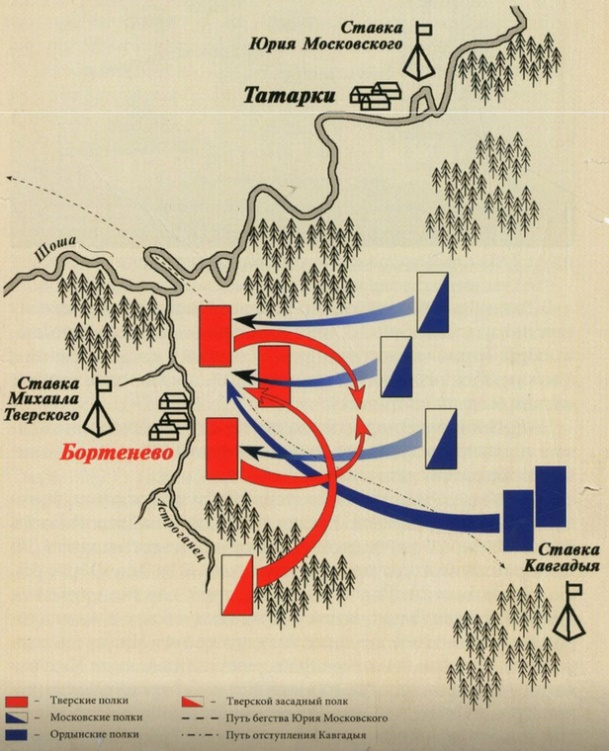 Ставка
Юрия Московского
Татарки
Шоша
Ставка
Михаила
Тверского
Бортенево
Астроганец
Ставка
Кавгадыя
– Тверские полки
– Московские полки
– Ордынские полки
– Тверской засадный полк
– Путь бегства Юрия Московского
– Путь отступления Кавгадыя